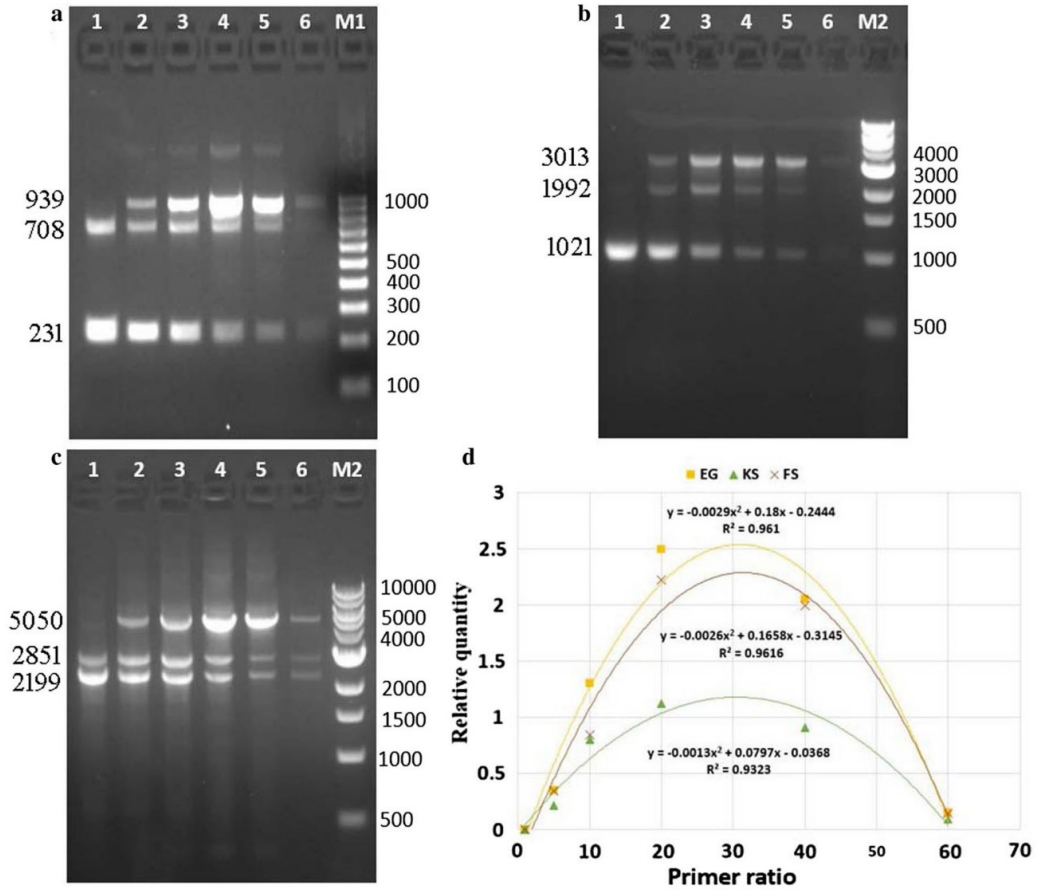 a
1 2 3 4 5 6 M1
939
708
231
1000
500
400
300
200
100
b
1 2 3 4 5 6 M2
3013
1992
1021
4000
3000
2000
1500
1000
500
c
1 2 3 4 5 6 M2
5050
2851
2199
10000
5000
4000
2000
1500
1000
500
d
EG KS FS
y = -0.0029x² + 0.18x - 0.2444
R² = 0.961
y = -0.0026x² + 0.1658x - 0.3145
R² = 0.9616
y = -0.0013x² + 0.0797x - 0.0368
R² = 0.9323
Relative quantity
3
2.5
2
1.5
1
0.5
0
0 10 20 30 40 50 60 70
Primer ratio